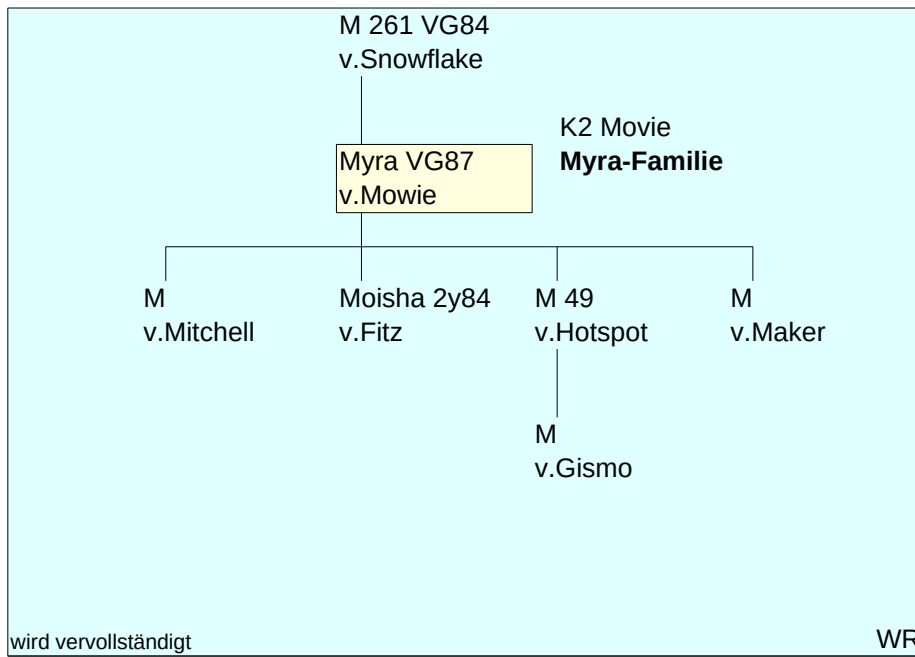 M 261 VG84
v.Snowflake
K2 Movie
Myra-Familie
Myra VG87
v.Mowie
M
v.Mitchell
Moisha 2y84
v.Fitz
M 49
v.Hotspot
M
v.Maker
M
v.Gismo
wird vervollständigt
WR